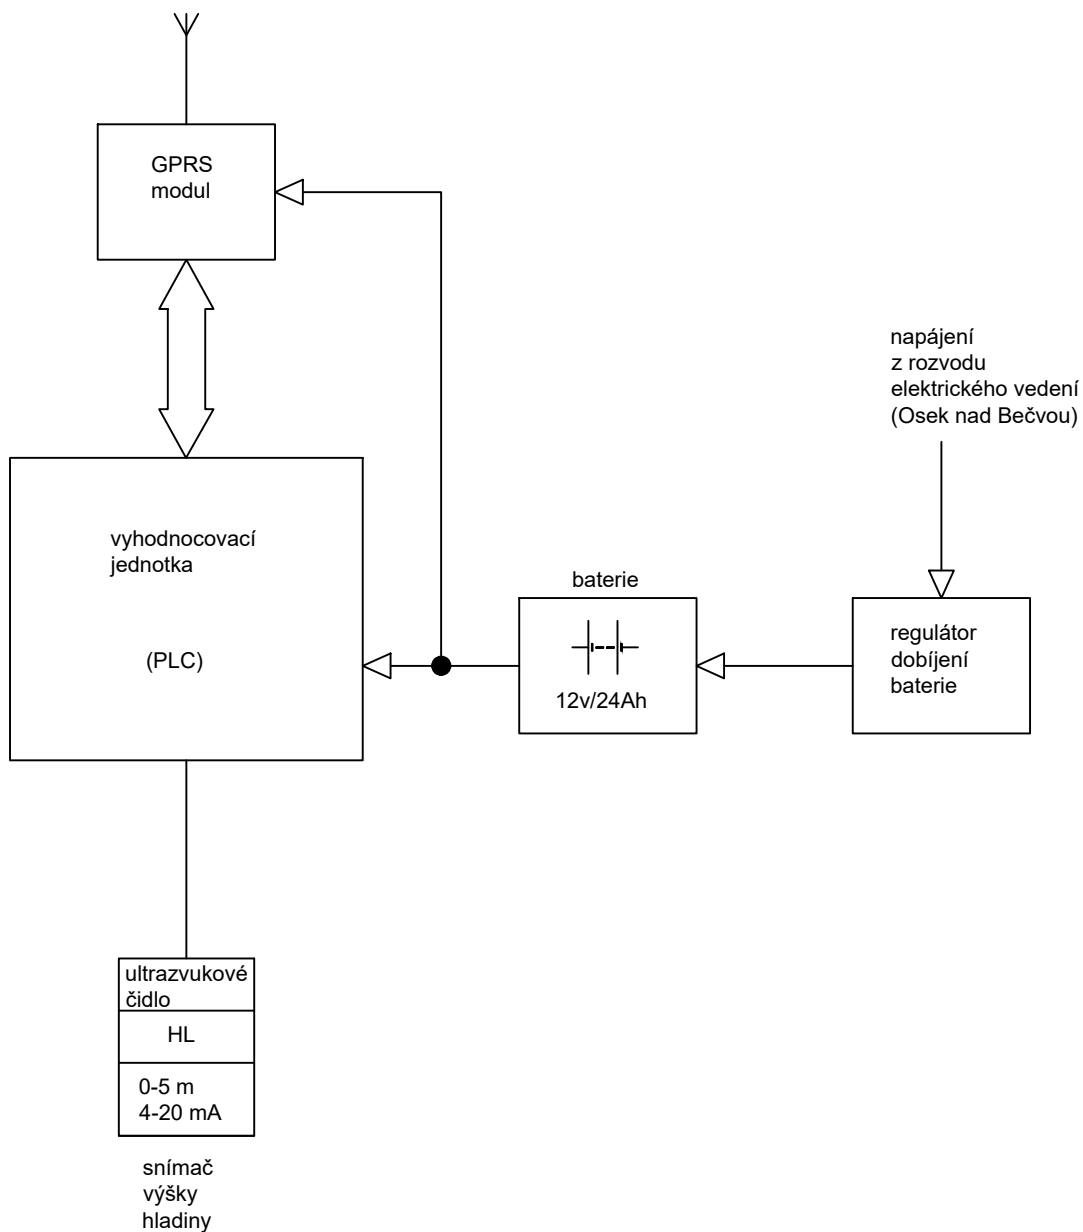 GPRS
modul
napájení
z rozvodu
elektrického vedení
(Osek nad Bečvou)
vyhodnocovací
jednotka
(PLC)
baterie
12v/24Ah
regulátor
dobíjení
baterie
ultrazvukové
čidlo
HL
0-5 m
4-20 mA
snímač
výšky
hladiny